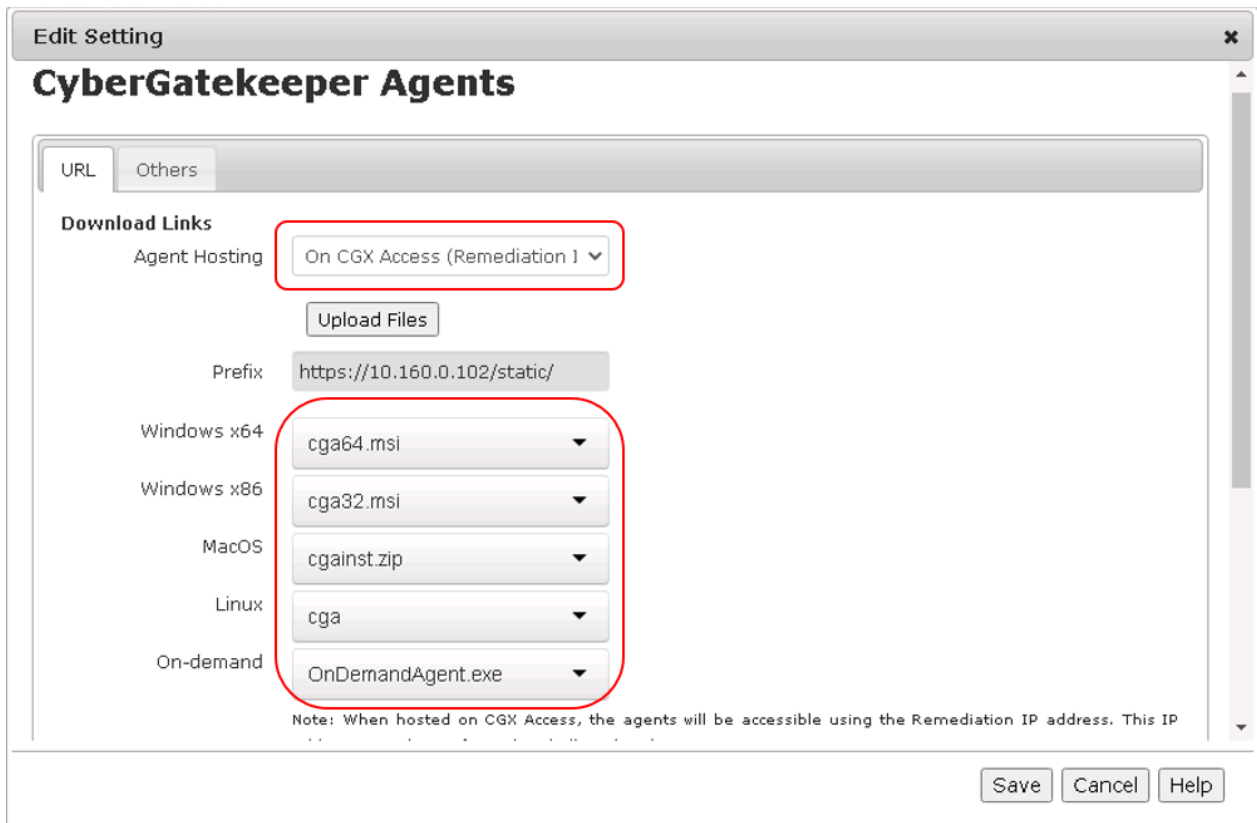 Edit Setting
CyberGatekeeper Agents
URL Others
Download Links
Agent Hosting On CGX Access (Remediation I
Upload Files
Prefix https://10.160.0.102/static/
Windows x64 cga64.msi
Windows x86 cga32.msi
MacOS cgainst.zip
Linux cga
On-demand OnDemandAgent.exe
Note: When hosted on CGX Access, the agents will be accessible using the Remediation IP address. This IP
Save Cancel Help